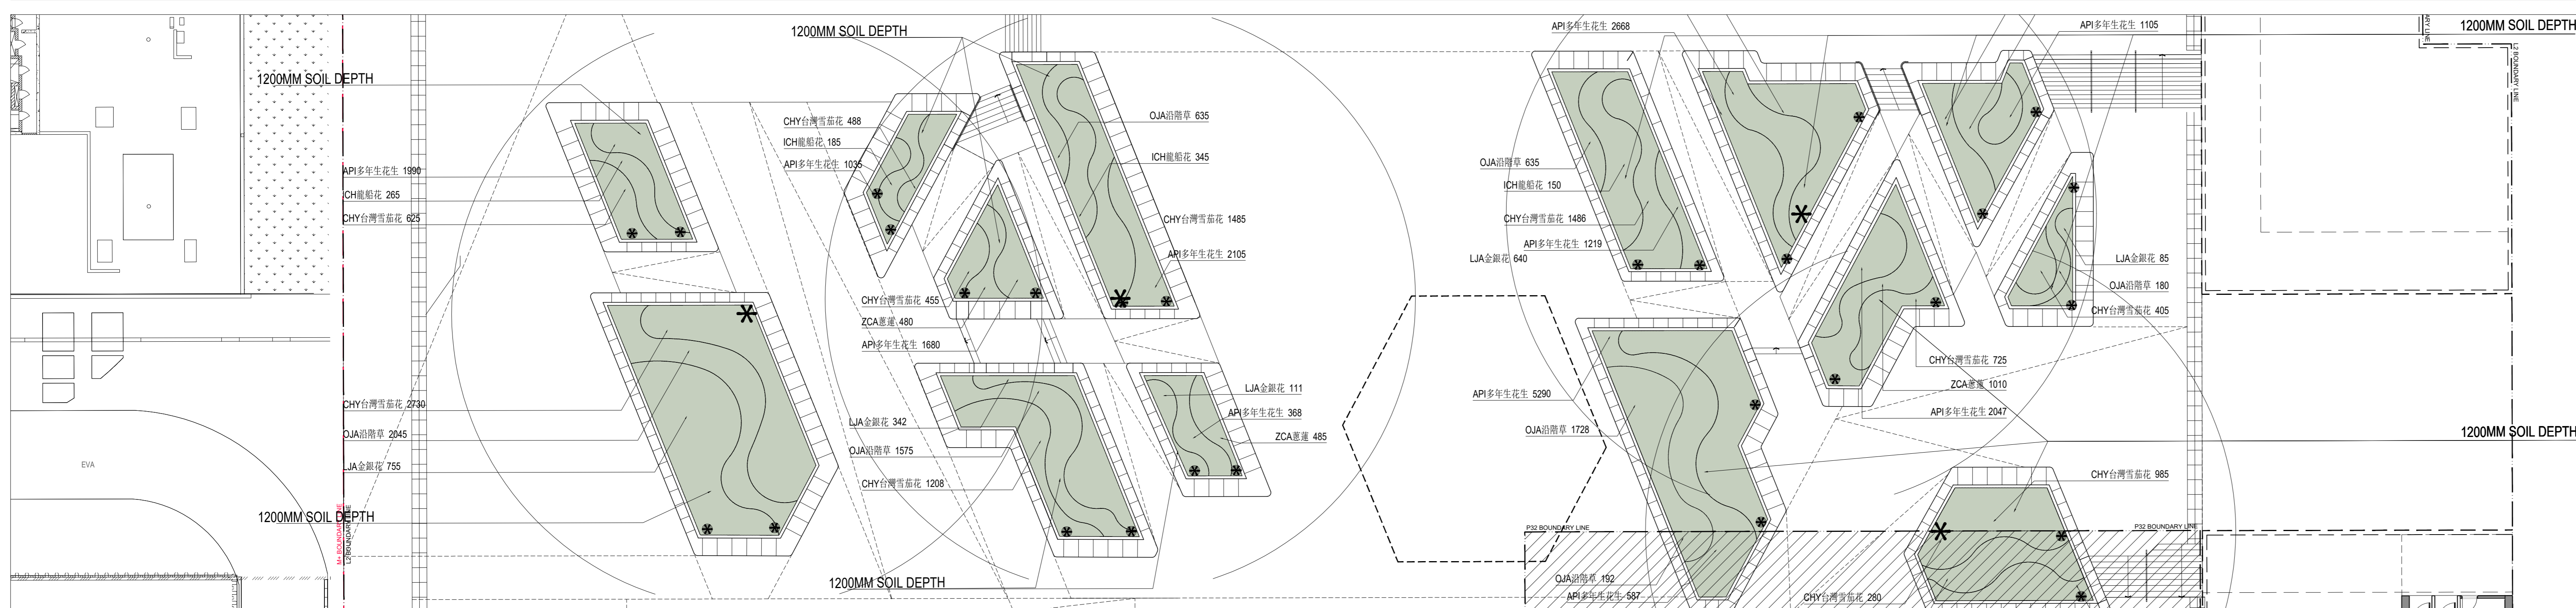 1200MM SOIL DEPTH
1200MM SOIL DEPTH
API多年生花生 1990
ICH龍船花 265
CHY台灣雪茄花 625
CHY台灣雪茄花 2730
OJA沿階草 2045
LJA金銀花 755
EVA
1200MM SOIL DEPTH
M+ BOUNDARY LINE
L2 BOUNDARY LINE
CHY台灣雪茄花 488
ICH龍船花 185
API多年生花生 1035
OJA沿階草 635
ICH龍船花 345
CHY台灣雪茄花 1485
API多年生花生 2105
CHY台灣雪茄花 455
ZCA蔥蓮 480
API多年生花生 1680
LJA金銀花 342
OJA沿階草 1575
CHY台灣雪茄花 1208
LJA金銀花 111
API多年生花生 368
ZCA蔥蓮 485
1200MM SOIL DEPTH
API多年生花生 2668
API多年生花生 1105
1200MM SOIL DEPTH
ARY LINE
L2 BOUNDARY LINE
OJA沿階草 635
ICH龍船花 150
CHY台灣雪茄花 1486
API多年生花生 1219
LJA金銀花 640
LJA金銀花 85
OJA沿階草 180
CHY台灣雪茄花 405
CHY台灣雪茄花 725
ZCA蔥蓮 1010
API多年生花生 2047
API多年生花生 5290
OJA沿階草 1728
1200MM SOIL DEPTH
CHY台灣雪茄花 985
P32 BOUNDARY LINE
P32 BOUNDARY LINE
OJA沿階草 192
API多年生花生 587
CHY台灣雪茄花 280